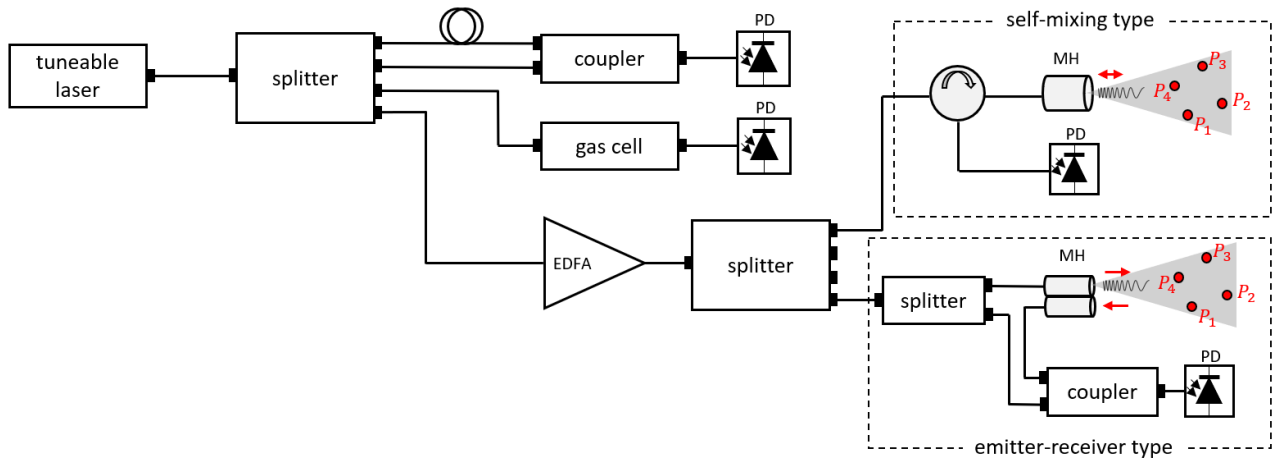 self-mixing type
PD
tuneable
laser
splitter
coupler
MH
P3
P4
P2
P1
PD
gas cell
PD
EDFA
splitter
MH
P3
P4
P2
P1
splitter
PD
coupler
emitter-receiver type